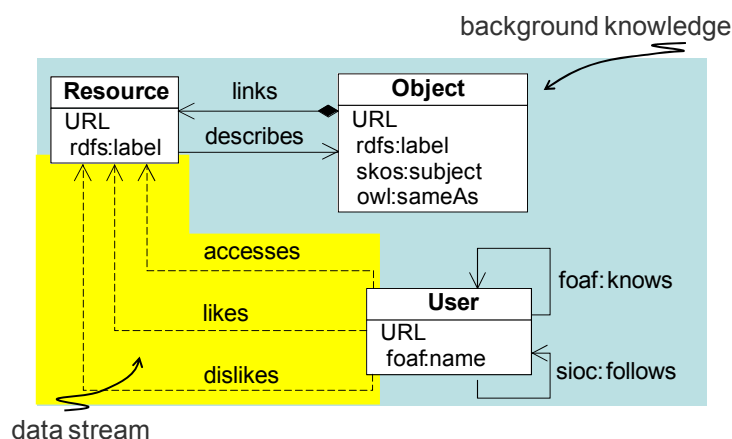 background knowledge
Resource
URL
rdfs:label
links
describes
Object
URL
rdfs:label
skos:subject
owl:sameAs
accesses
likes
dislikes
User
URL
foaf:name
foaf:knows
sioc:follows
data stream